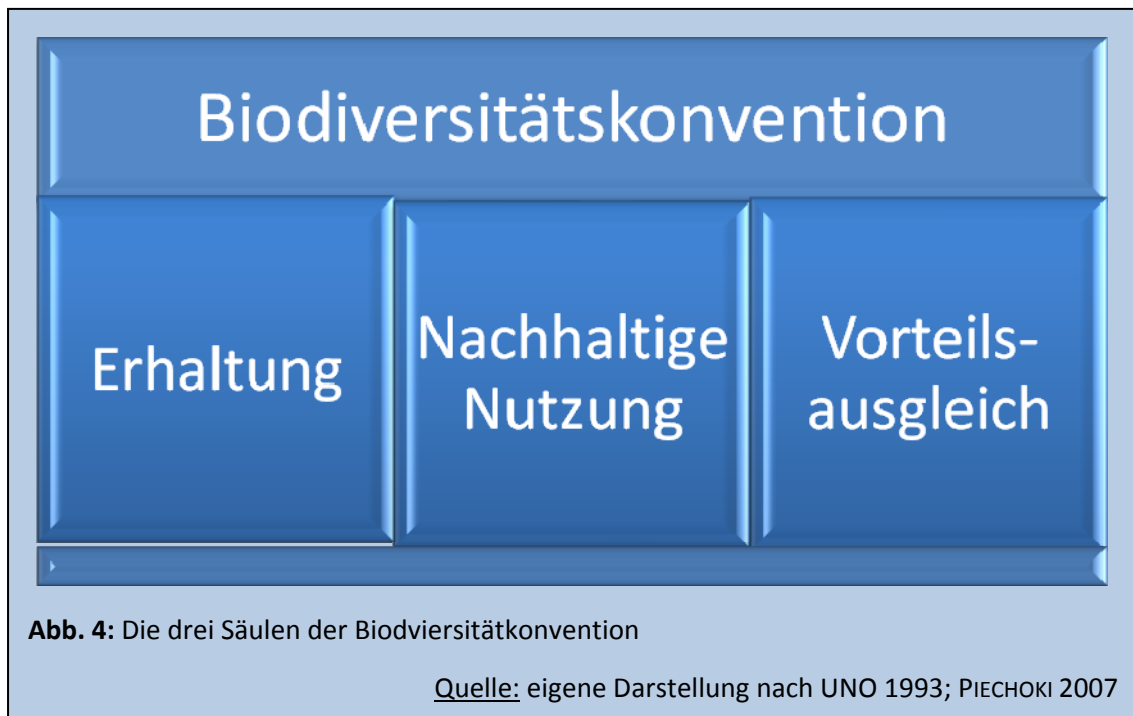 Biodiversitätskonvention
Erhaltung
Nachhaltige
Nutzung
Vorteils-
ausgleich
Abb. 4: Die drei Säulen der Biodviersitätkonvention
Quelle: eigene Darstellung nach UNO 1993; PIECHOKI 2007